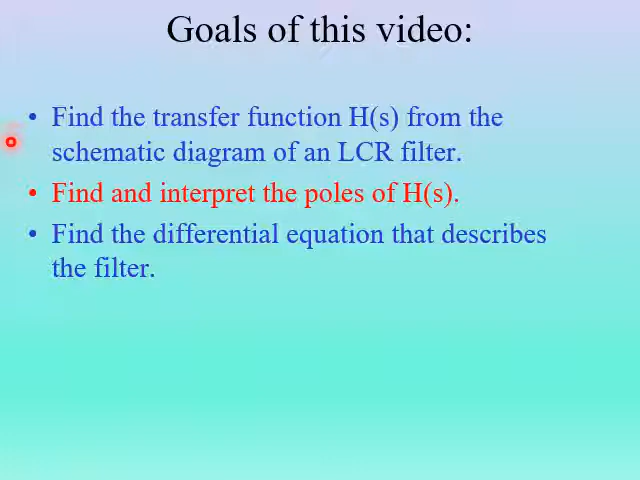 Goals of this video:
• Find the transfer function H(s) from the
schematic diagram of an LCR filter.
• Find and interpret the poles of H(s).
• Find the differential equation that describes
the filter.